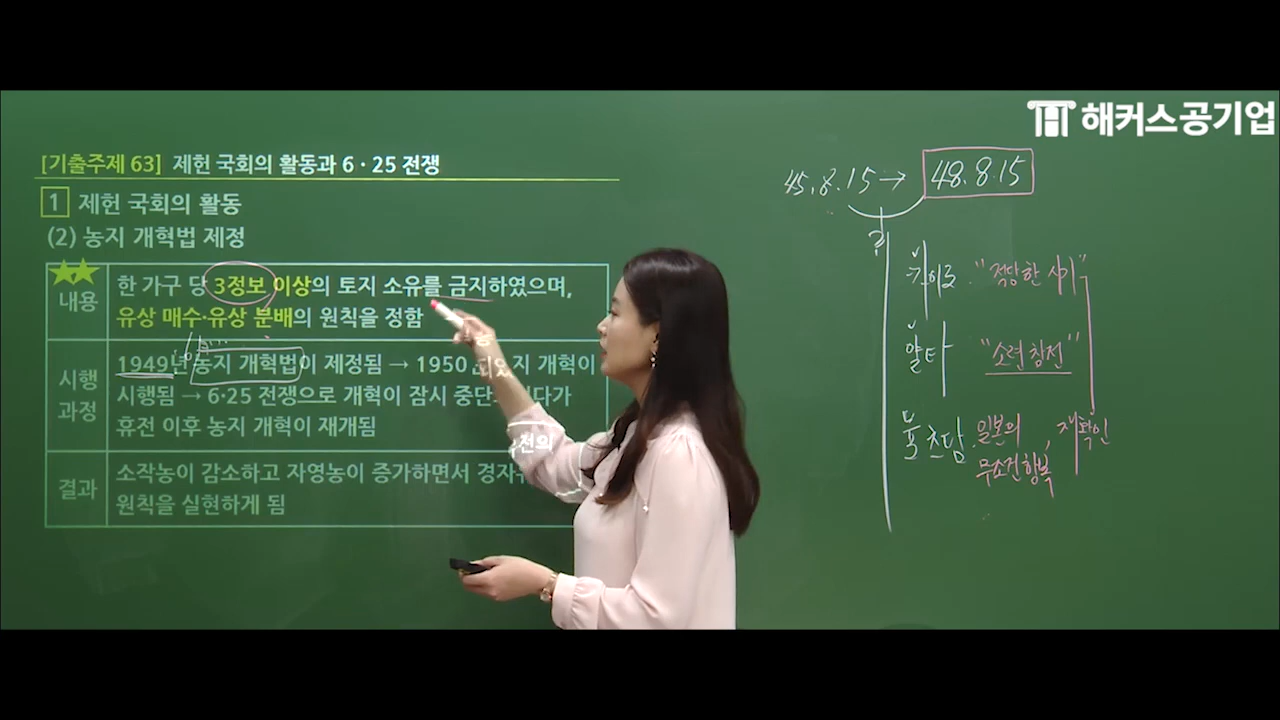 해커스공기업
[기출주제 63] 제헌 국회의 활동과 6·25 전쟁
1 제헌 국회의 활동
(2) 농지 개혁법 제정
내용
한 가구 당 3정보 이상의 토지 소유를 금지하였으며,
유상 매수·유상 분배의 원칙을 정함
시행
과정
1949년 농지 개혁법이 제정됨 → 1950
지 개혁이
시행됨 → 6·25 전쟁으로 개혁이 잠시 중단
다가
휴전 이후 농지 개혁이 재개됨
결과
소작농이 감소하고 자영농이 증가하면서 경자
원칙을 실현하게 됨
45.8.15 → 48.8.15
?
카이로 "적당한 시기"
얄타 "소련 참전"
포츠담 일본의 무조건 항복, 재확인